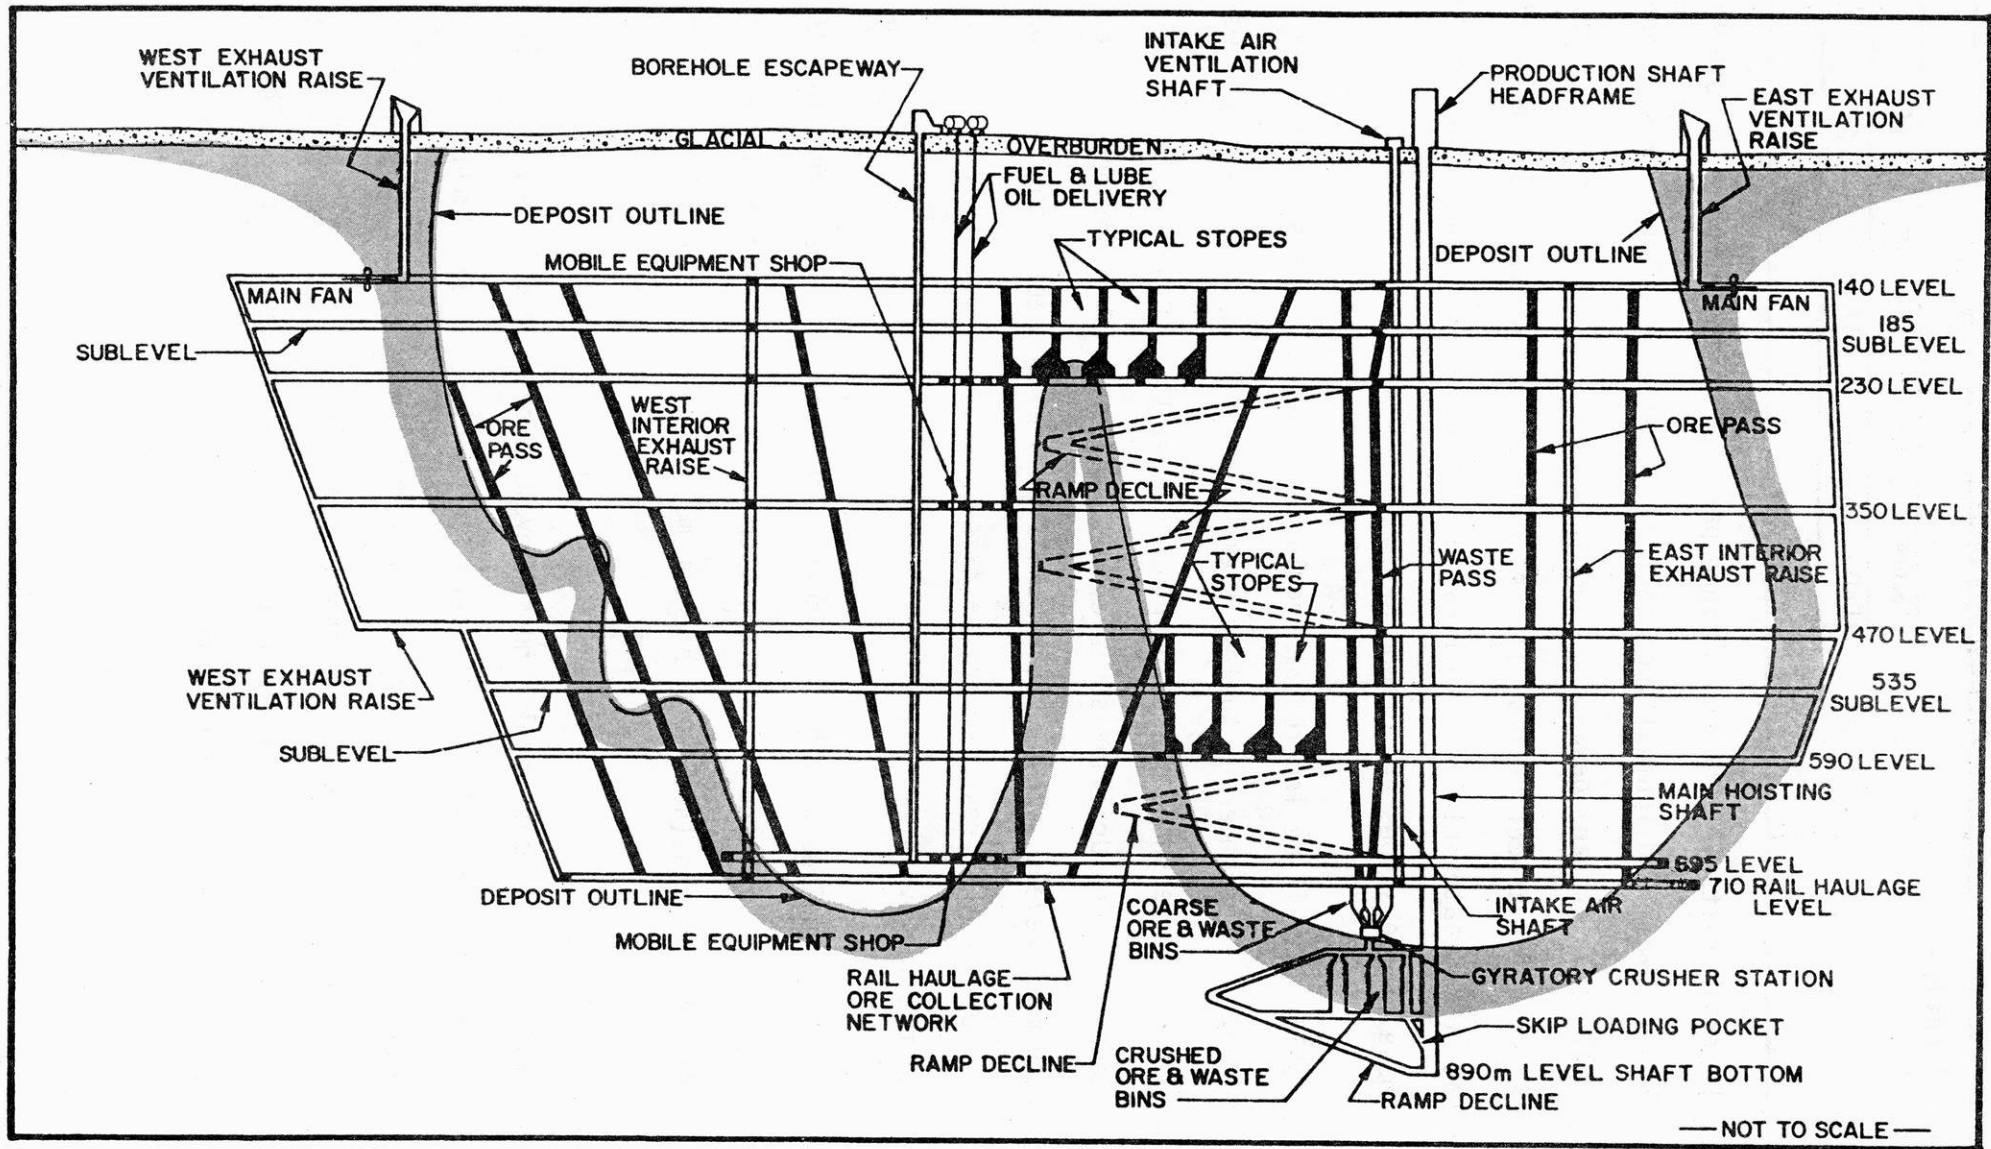 WEST EXHAUST
VENTILATION RAISE
BOREHOLE ESCAPEWAY
INTAKE AIR
VENTILATION
SHAFT
PRODUCTION SHAFT
HEADFRAME
EAST EXHAUST
VENTILATION
RAISE
GLACIAL
OVERBURDEN
FUEL & LUBE
OIL DELIVERY
DEPOSIT OUTLINE
TYPICAL STOPES
DEPOSIT OUTLINE
MOBILE EQUIPMENT SHOP
MAIN FAN
MAIN FAN
140 LEVEL
SUBLEVEL
185
SUBLEVEL
230 LEVEL
ORE
PASS
WEST
INTERIOR
EXHAUST
RAISE
ORE PASS
RAMP DECLINE
350 LEVEL
TYPICAL
STOPES
WASTE
PASS
EAST INTERIOR
EXHAUST RAISE
470 LEVEL
WEST EXHAUST
VENTILATION RAISE
535
SUBLEVEL
SUBLEVEL
590 LEVEL
MAIN HOISTING
SHAFT
695 LEVEL
710 RAIL HAULAGE
LEVEL
DEPOSIT OUTLINE
MOBILE EQUIPMENT SHOP
COARSE
ORE & WASTE
BINS
INTAKE AIR
SHAFT
RAIL HAULAGE
ORE COLLECTION
NETWORK
GYRATORY CRUSHER STATION
SKIP LOADING POCKET
RAMP DECLINE
CRUSHED
ORE & WASTE
BINS
890m LEVEL SHAFT BOTTOM
RAMP DECLINE
NOT TO SCALE